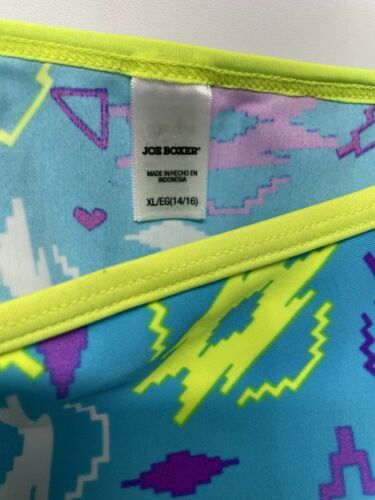 JOE BOXER®
MADE IN/HECHO EN
INDONESIA
XL/EG(14/16)